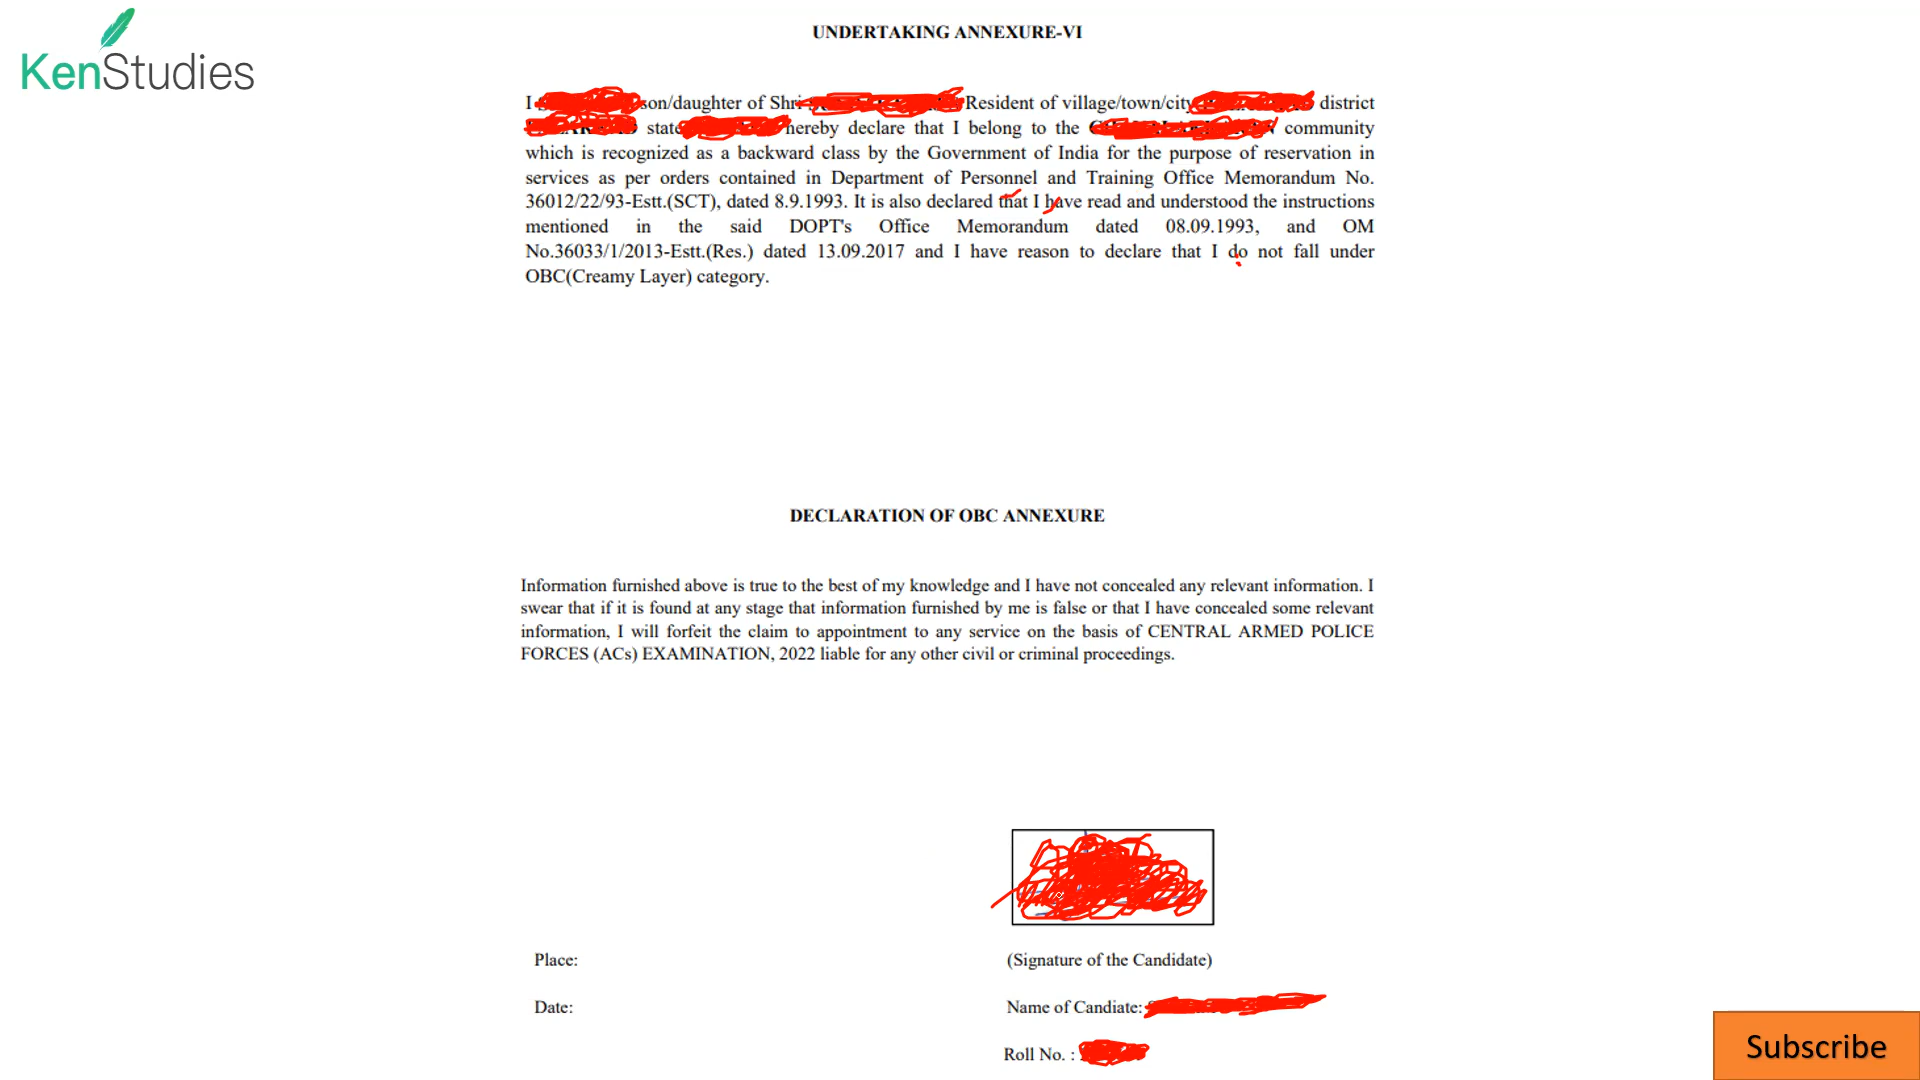 KenStudies
UNDERTAKING ANNEXURE-VI
I son/daughter of Shri Resident of village/town/city district
state hereby declare that I belong to the community
which is recognized as a backward class by the Government of India for the purpose of reservation in
services as per orders contained in Department of Personnel and Training Office Memorandum No.
36012/22/93-Estt.(SCT), dated 8.9.1993. It is also declared that I have read and understood the instructions
mentioned in the said DOPT's Office Memorandum dated 08.09.1993, and OM
No.36033/1/2013-Estt.(Res.) dated 13.09.2017 and I have reason to declare that I do not fall under
OBC(Creamy Layer) category.
DECLARATION OF OBC ANNEXURE
Information furnished above is true to the best of my knowledge and I have not concealed any relevant information. I
swear that if it is found at any stage that information furnished by me is false or that I have concealed some relevant
information, I will forfeit the claim to appointment to any service on the basis of CENTRAL ARMED POLICE
FORCES (ACs) EXAMINATION, 2022 liable for any other civil or criminal proceedings.
Place:
(Signature of the Candidate)
Date:
Name of Candiate:
Roll No. :
Subscribe